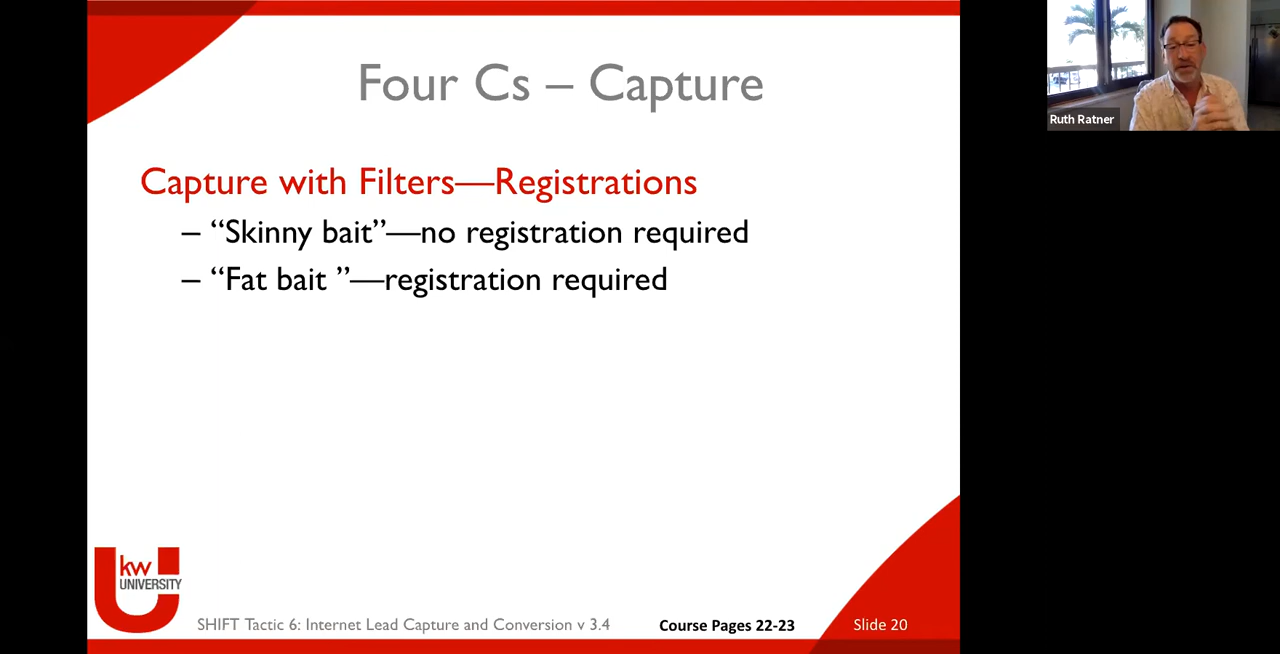 Four Cs – Capture
Ruth Ratner
Capture with Filters—Registrations
– “Skinny bait”—no registration required
– “Fat bait ”—registration required
kw
UNIVERSITY
SHIFT Tactic 6: Internet Lead Capture and Conversion v 3.4
Course Pages 22-23
Slide 20